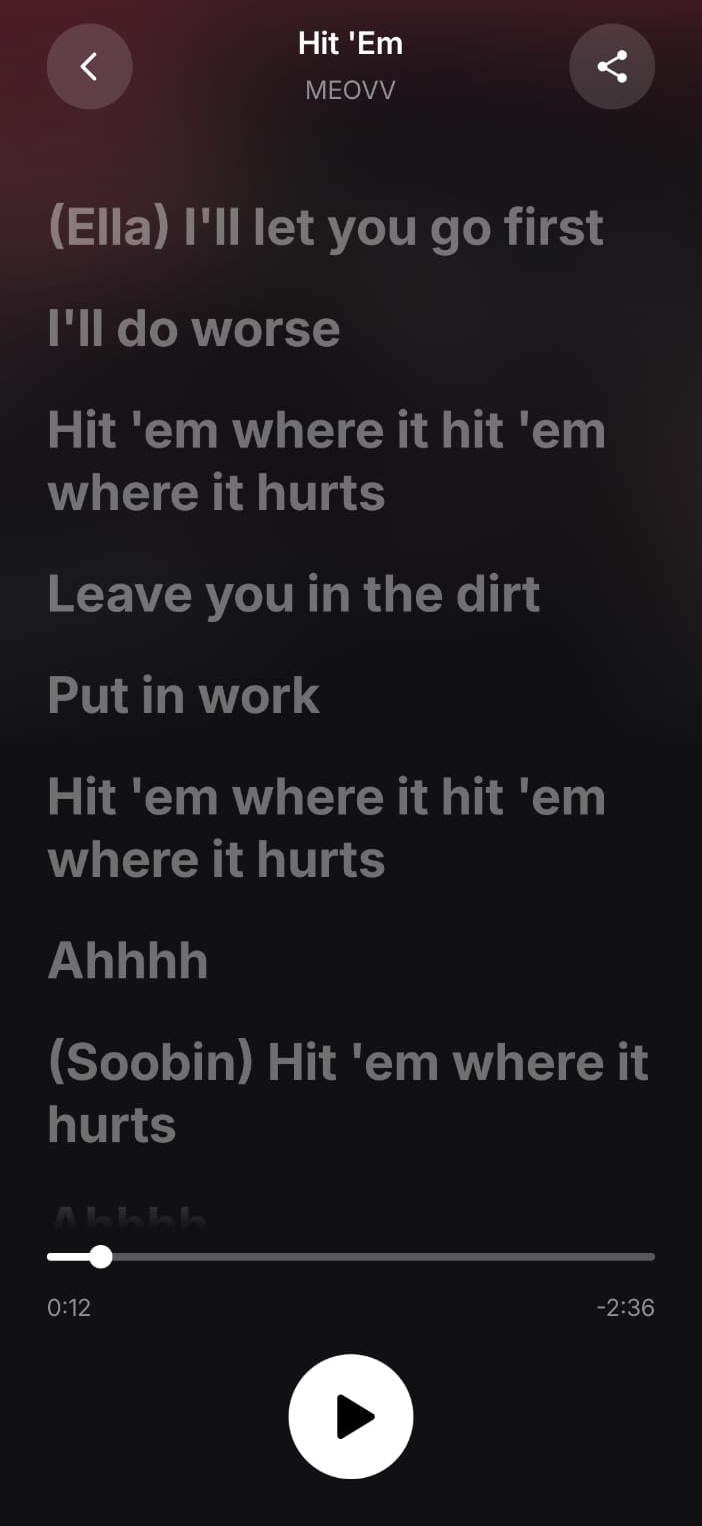 Hit 'Em
MEOVV
(Ella) I'll let you go first
I'll do worse
Hit 'em where it hit 'em
where it hurts
Leave you in the dirt
Put in work
Hit 'em where it hit 'em
where it hurts
Ahhhh
(Soobin) Hit 'em where it
hurts
Ahhhh
0:12
-2:36